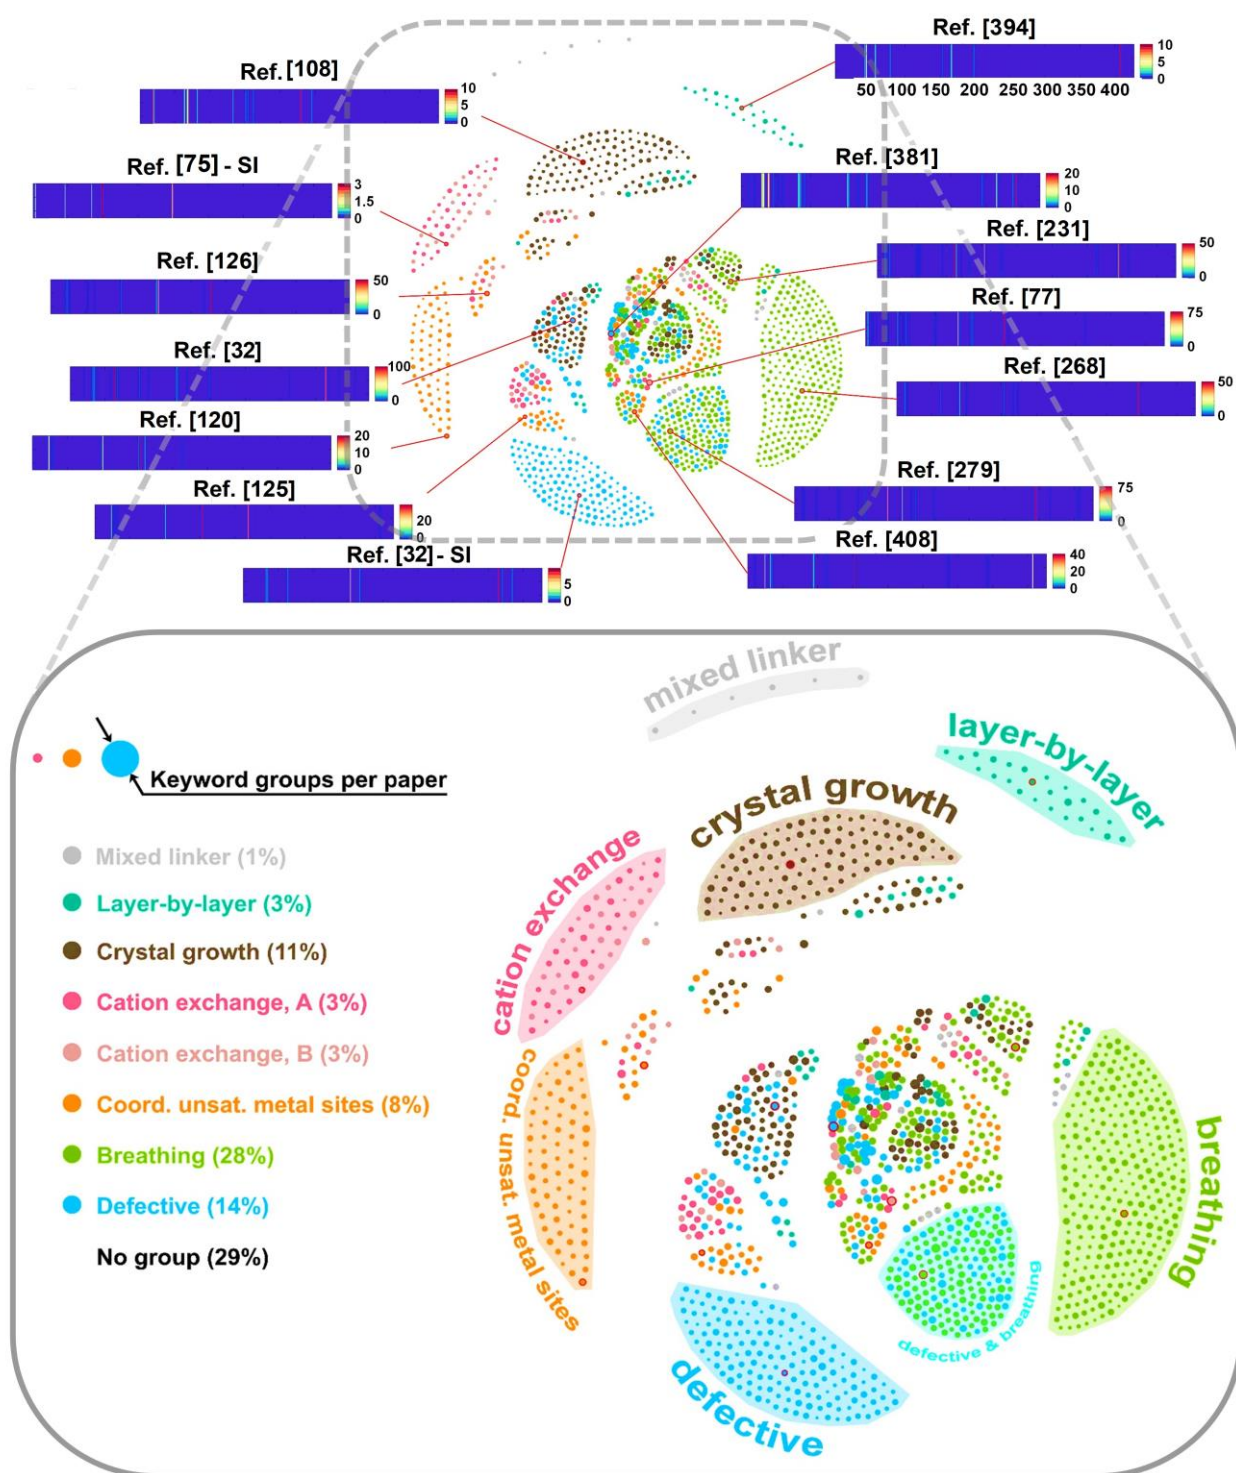 Ref. [394]
10
5
0
50 100 150 200 250 300 350 400
Ref. [108]
10
5
0
Ref. [75] - SI
3
1.5
0
Ref. [381]
20
10
0
Ref. [126]
50
0
Ref. [231]
50
0
Ref. [77]
75
0
Ref. [32]
100
0
Ref. [268]
50
0
Ref. [120]
20
10
0
Ref. [125]
20
0
Ref. [279]
75
0
Ref. [32] - SI
5
0
Ref. [408]
40
20
0
mixed linker
layer-by-layer
crystal growth
cation exchange
coord. unsat. metal sites
breathing
defective & breathing
defective
Keyword groups per paper
Mixed linker (1%)
Layer-by-layer (3%)
Crystal growth (11%)
Cation exchange, A (3%)
Cation exchange, B (3%)
Coord. unsat. metal sites (8%)
Breathing (28%)
Defective (14%)
No group (29%)